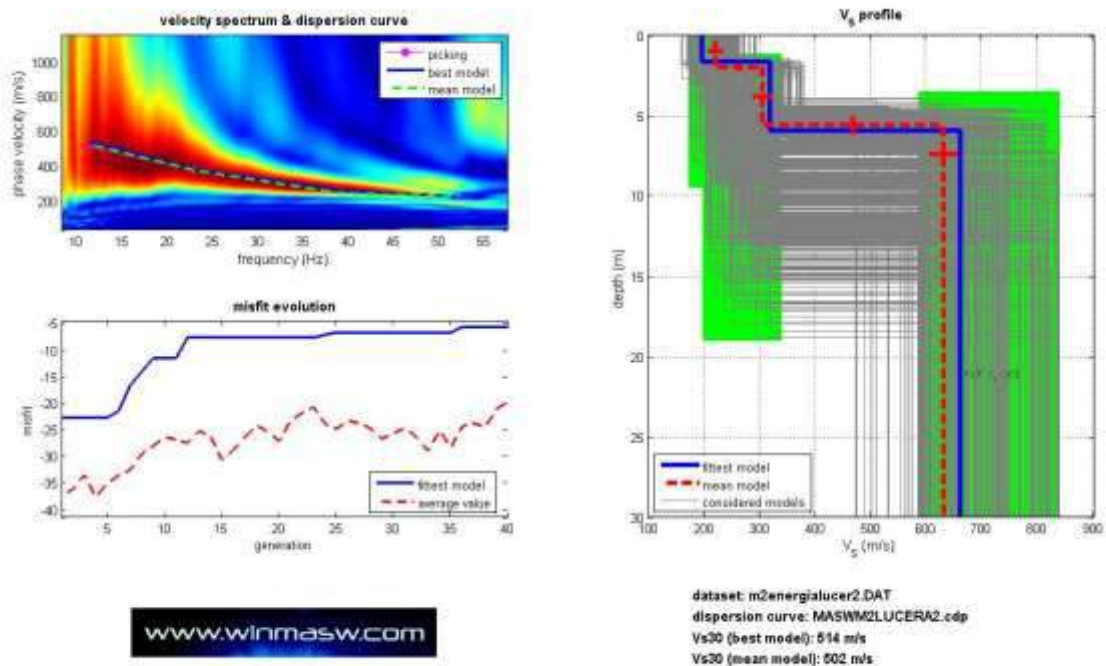 velocity spectrum & dispersion curve
phase velocity (m/s)
1000
800
600
400
200
picking
best model
mean model
10 15 20 25 30 35 40 45 50 55
frequency (Hz)
misfit evolution
misfit
-5
-10
-15
-20
-25
-30
-35
-40
fittest model
average value
5 10 15 20 25 30 35 40
generation
www.winmasw.com
VS profile
depth (m)
0
5
10
15
20
25
30
fittest model
mean model
considered models
100 200 300 400 500 600 700 800 900
VS (m/s)
dataset: m2energialucer2.DAT
dispersion curve: MASWM2LUCERA2.cdp
Vs30 (best model): 514 m/s
Vs30 (mean model): 502 m/s